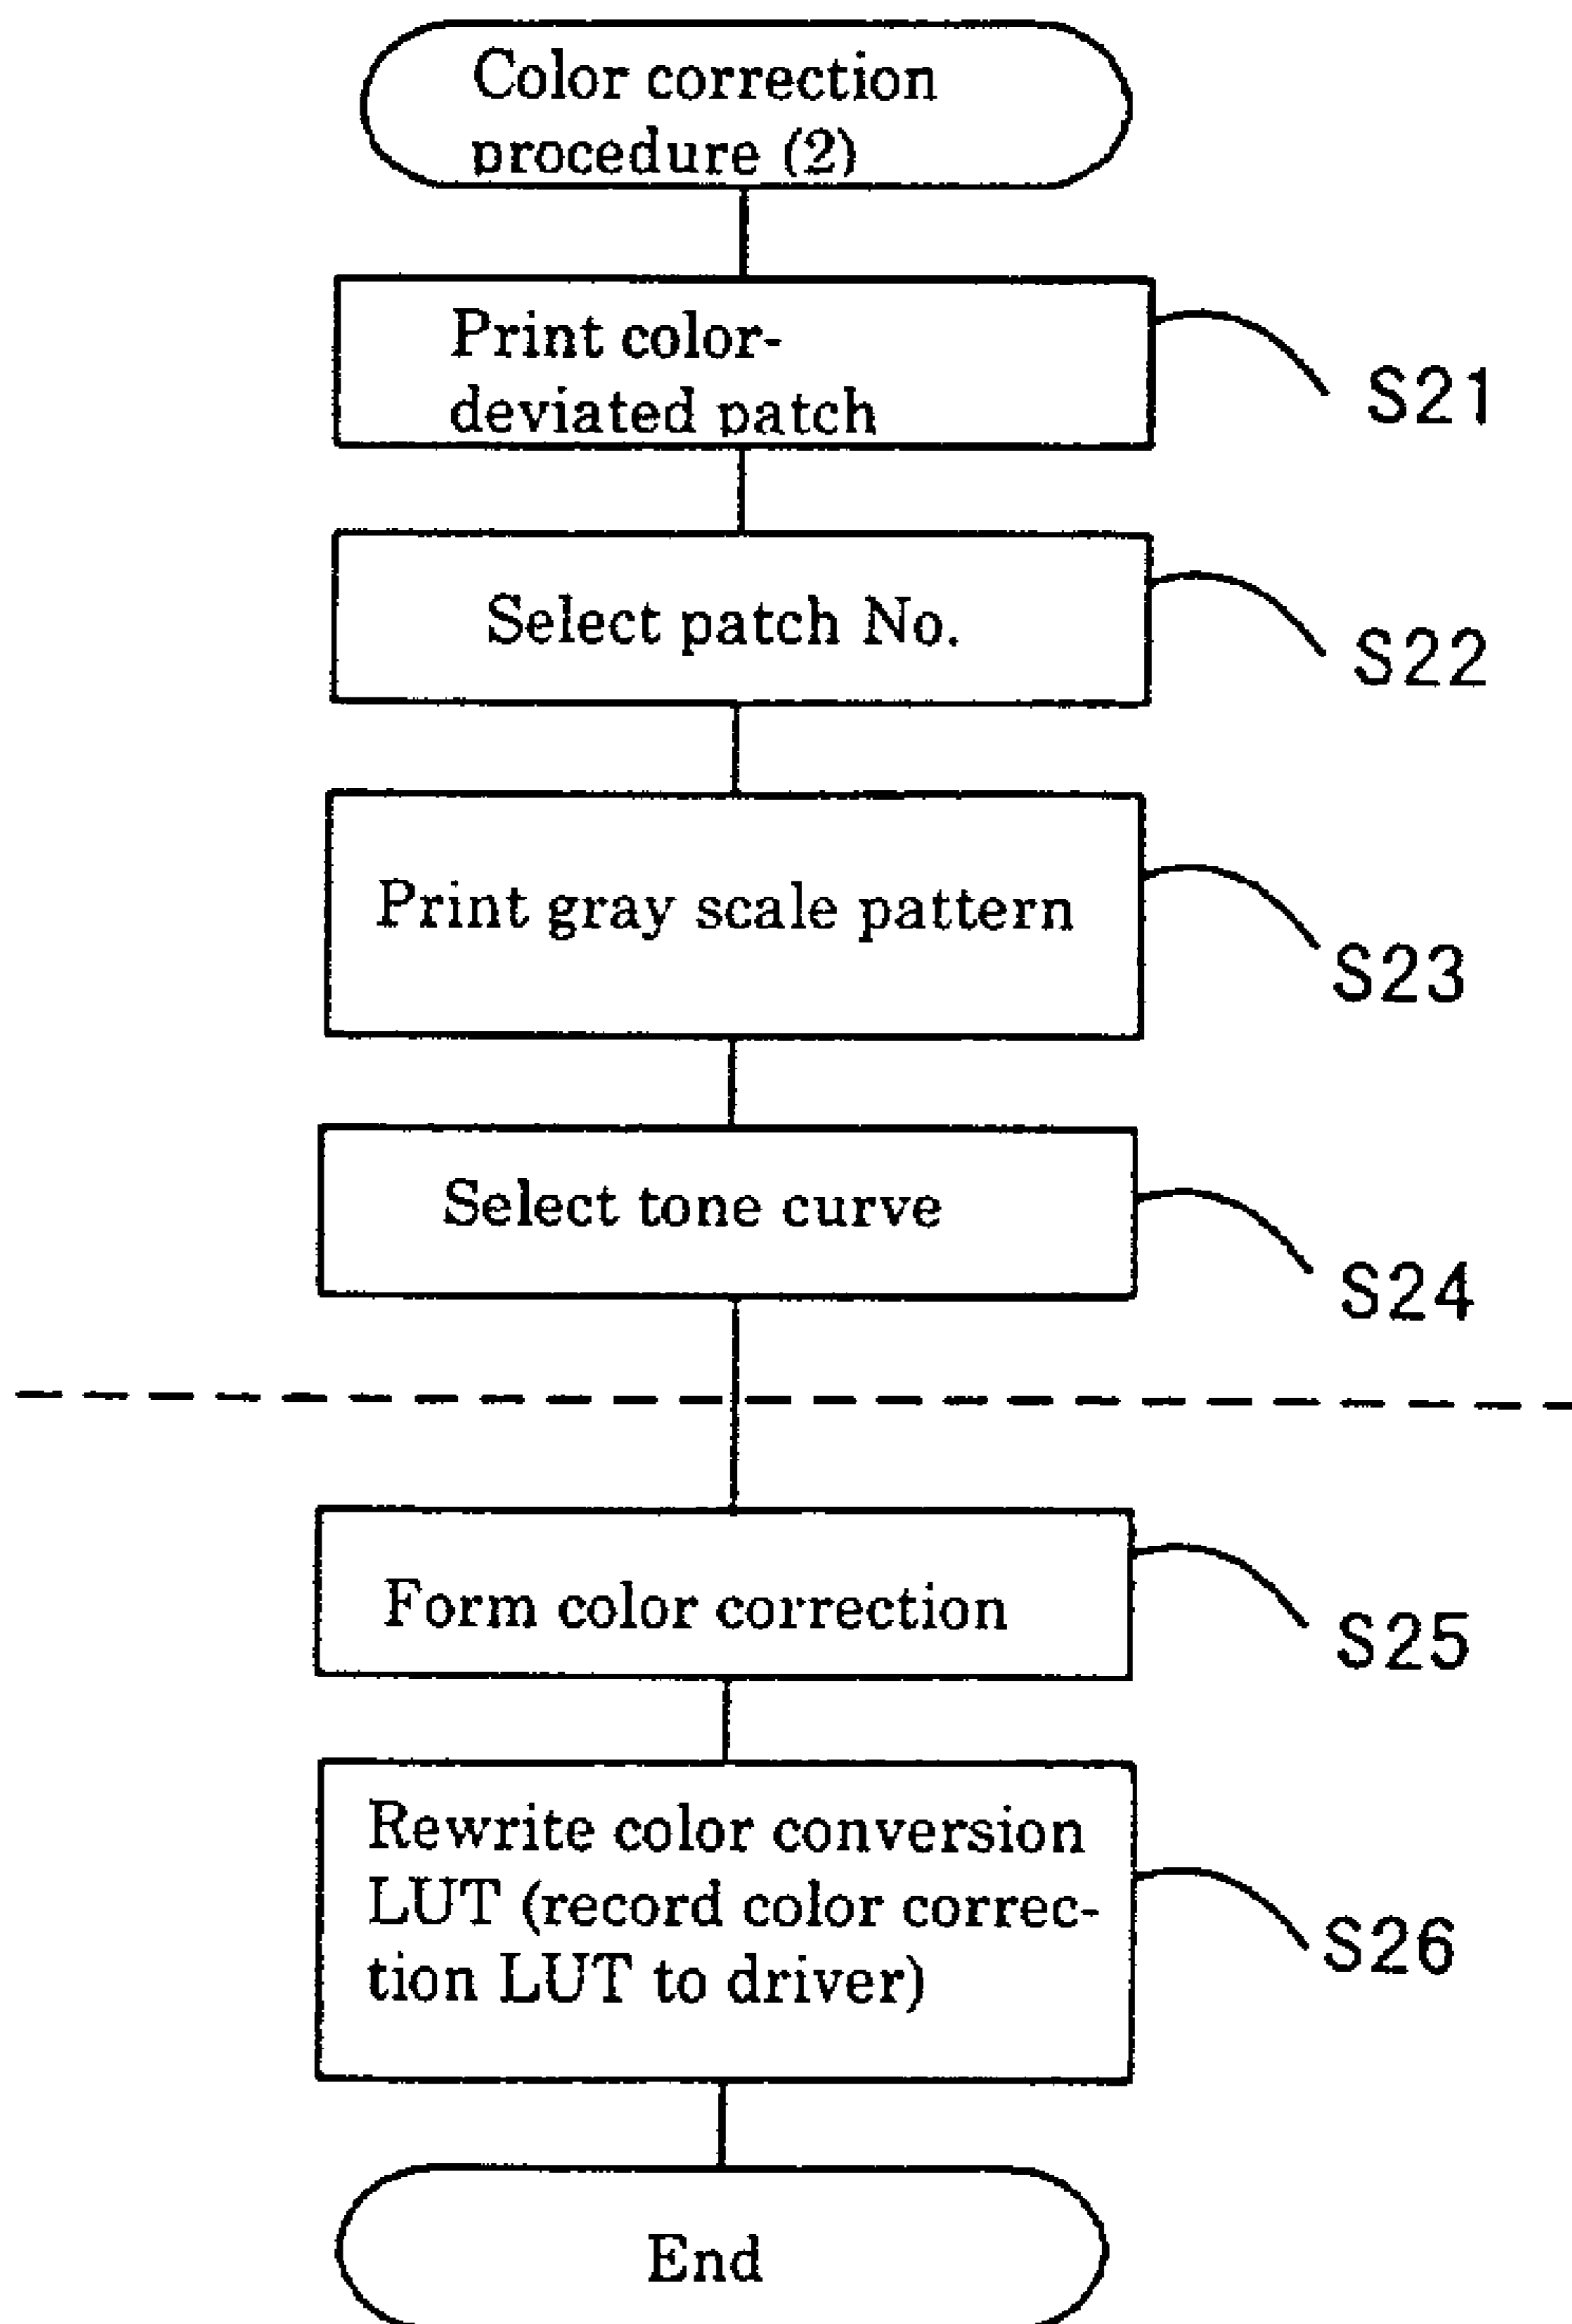 Color correction
procedure (2)
Print color-
deviated patch
S21
Select patch No.
S22
Print gray scale pattern
S23
Select tone curve
S24
Form color correction
S25
Rewrite color conversion
LUT (record color correc-
tion LUT to driver)
S26
End